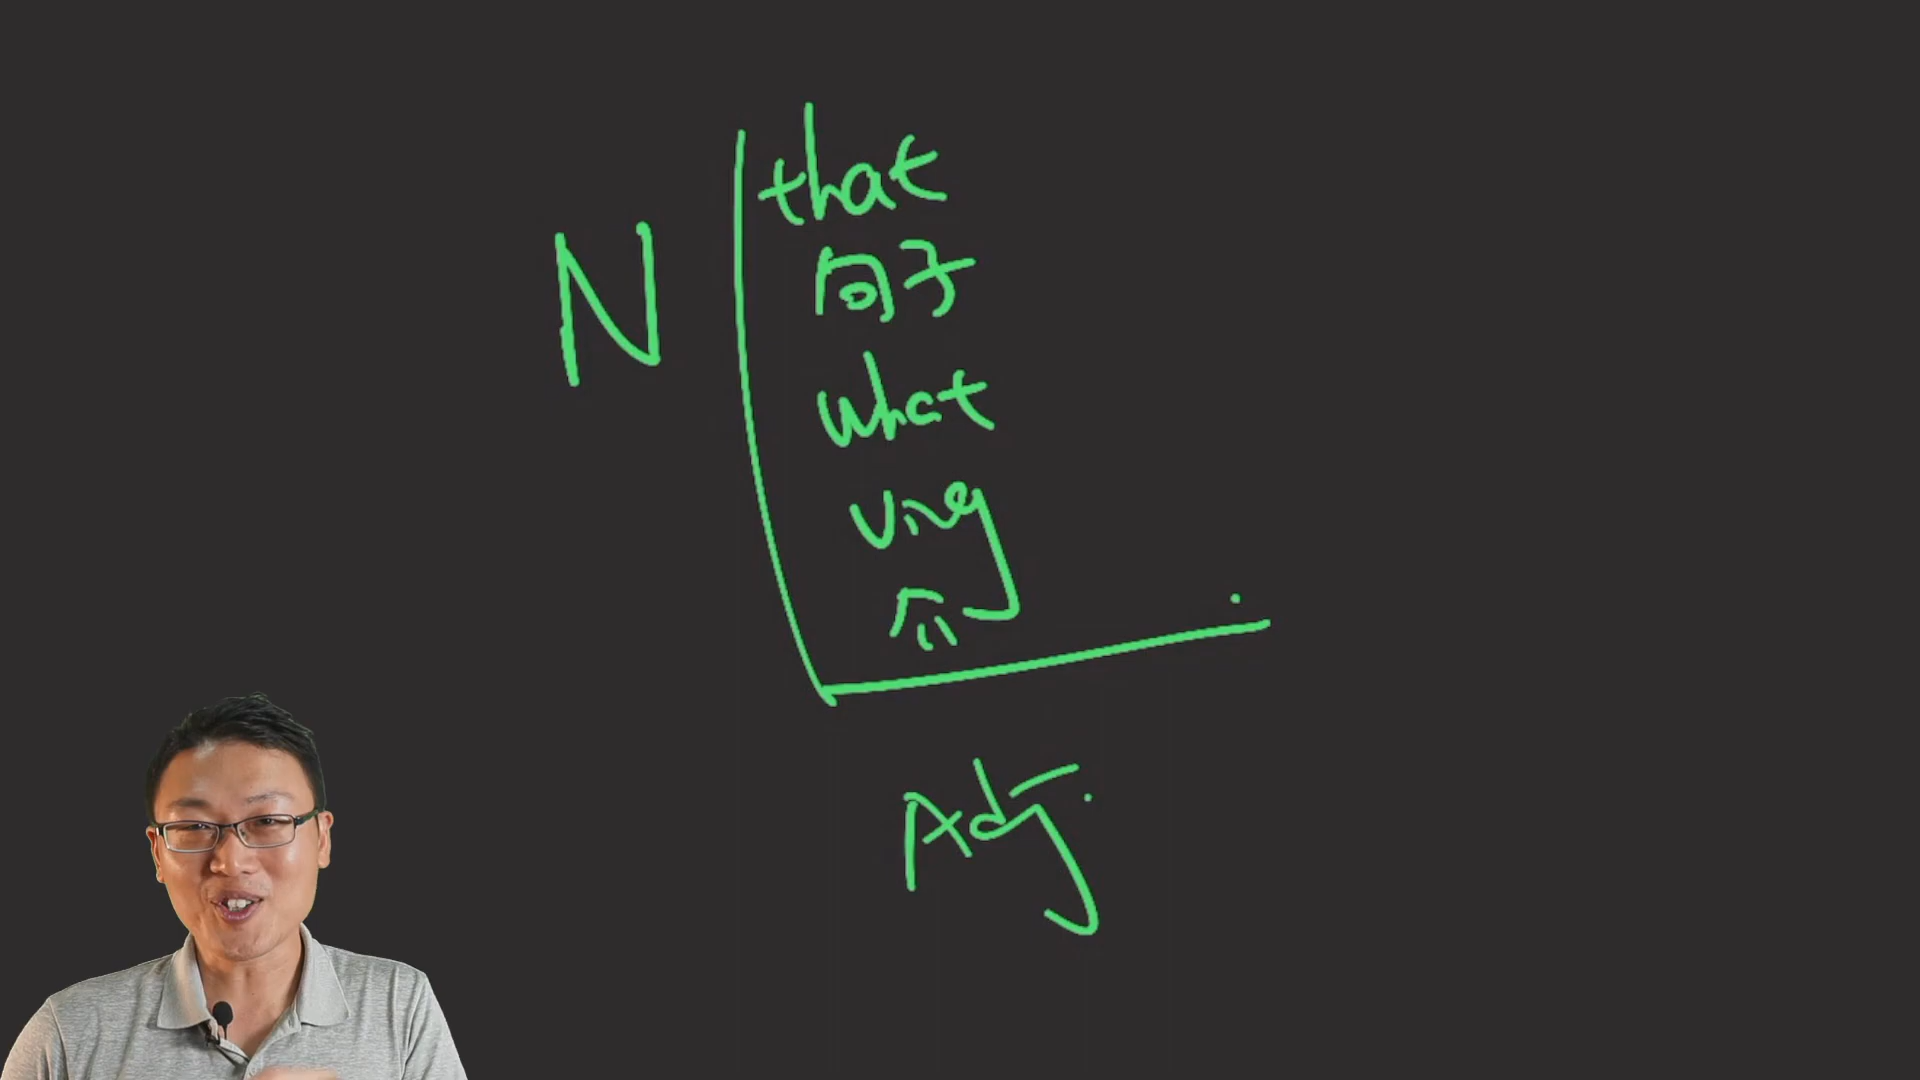 N
that
句子
what
Ving
介
Adj.